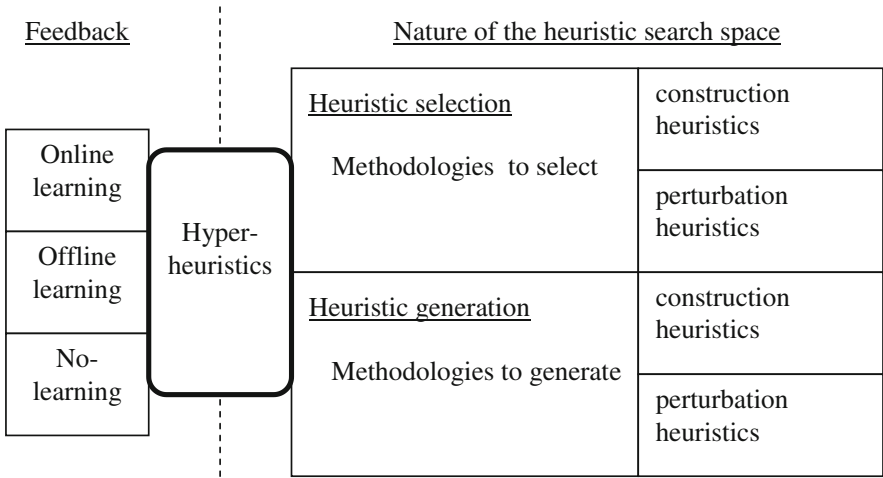 Feedback
Nature of the heuristic search space
Online
learning
Offline
learning
No-
learning
Hyper-
heuristics
Heuristic selection
Methodologies to select
construction
heuristics
perturbation
heuristics
Heuristic generation
Methodologies to generate
construction
heuristics
perturbation
heuristics